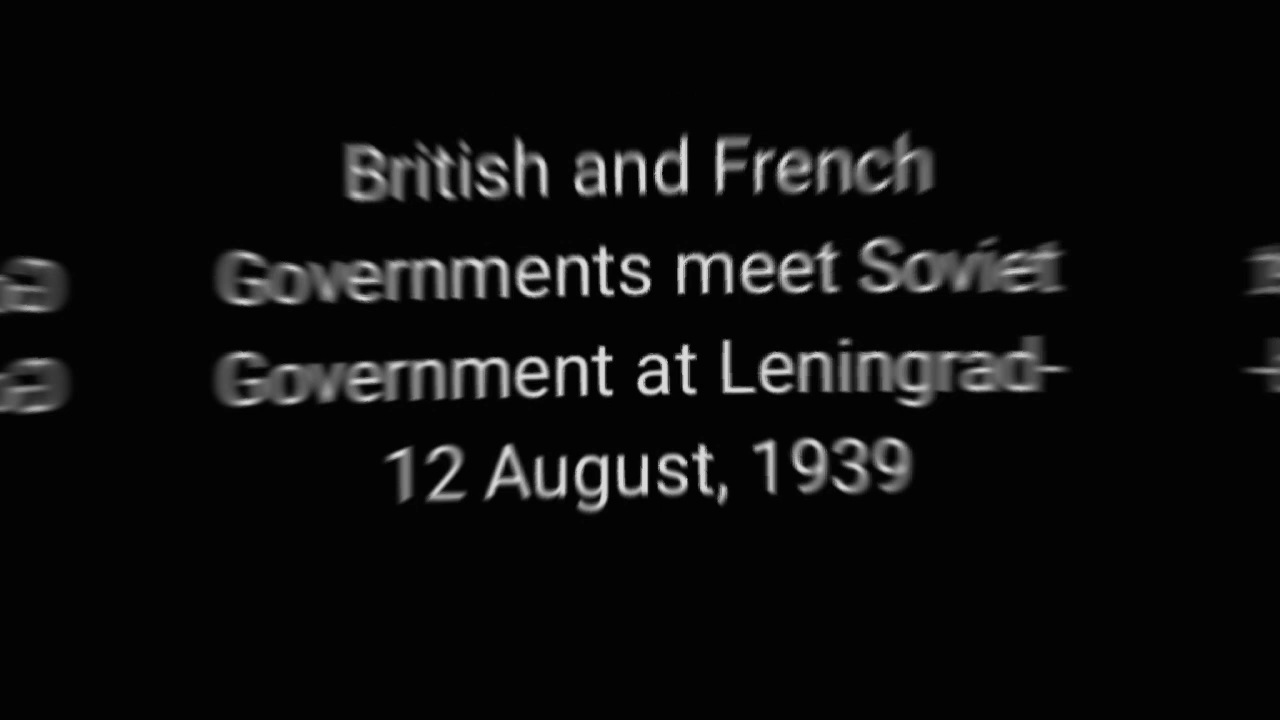 British and French
Governments meet Soviet
Government at Leningrad-
12 August, 1939